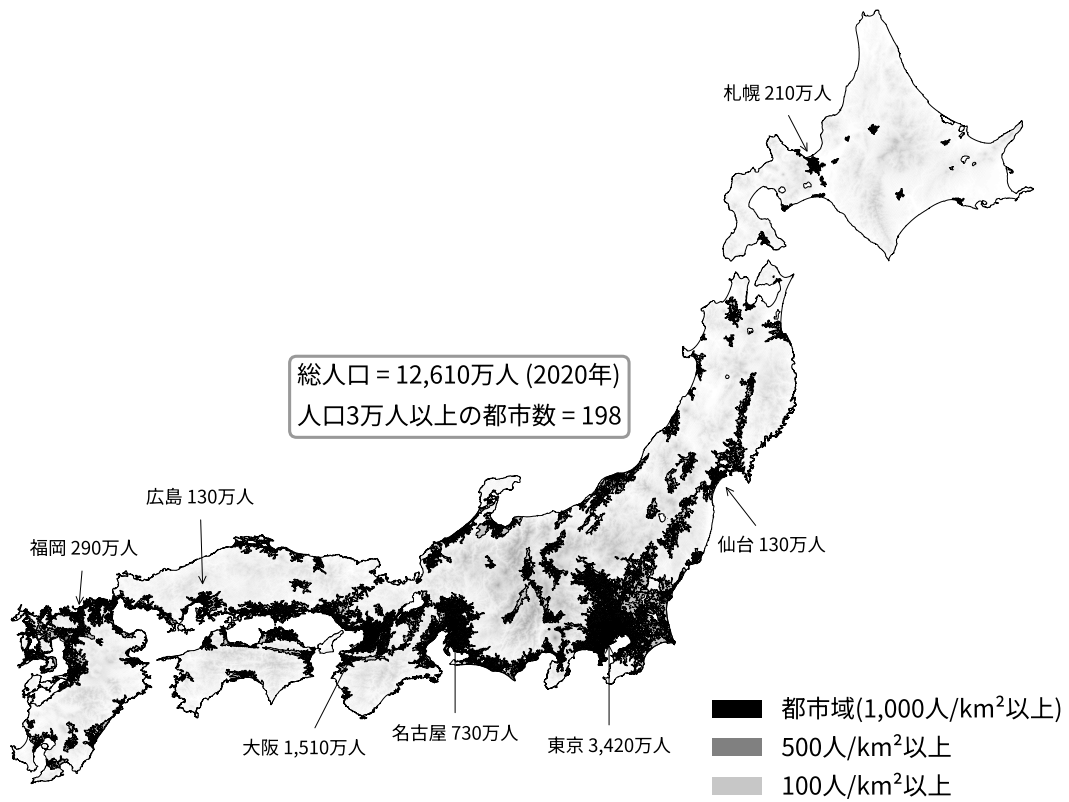 札幌 210万人
総人口 = 12,610万人 (2020年)
人口3万人以上の都市数 = 198
広島 130万人
福岡 290万人
仙台 130万人
名古屋 730万人
大阪 1,510万人
東京 3,420万人
都市域(1,000人/km²以上)
500人/km²以上
100人/km²以上